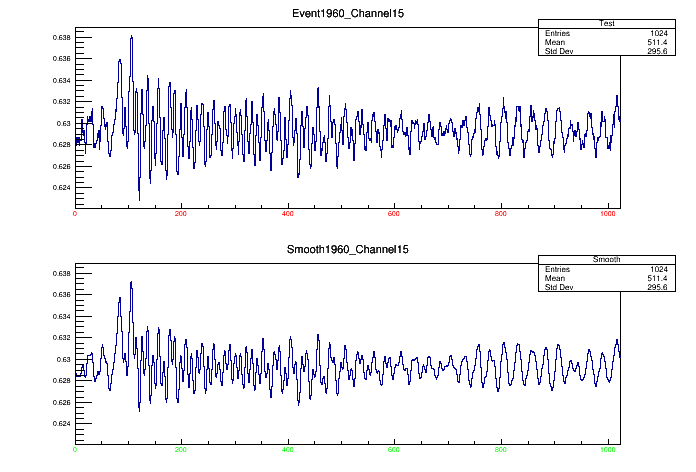 Event1960_Channel15
Test
Entries 1024
Mean 511.4
Std Dev 295.6
0.638
0.636
0.634
0.632
0.63
0.628
0.626
0.624
0 200 400 600 800 1000
Smooth1960_Channel15
Smooth
Entries 1024
Mean 511.4
Std Dev 295.6
0.638
0.636
0.634
0.632
0.63
0.628
0.626
0.624
0 200 400 600 800 1000